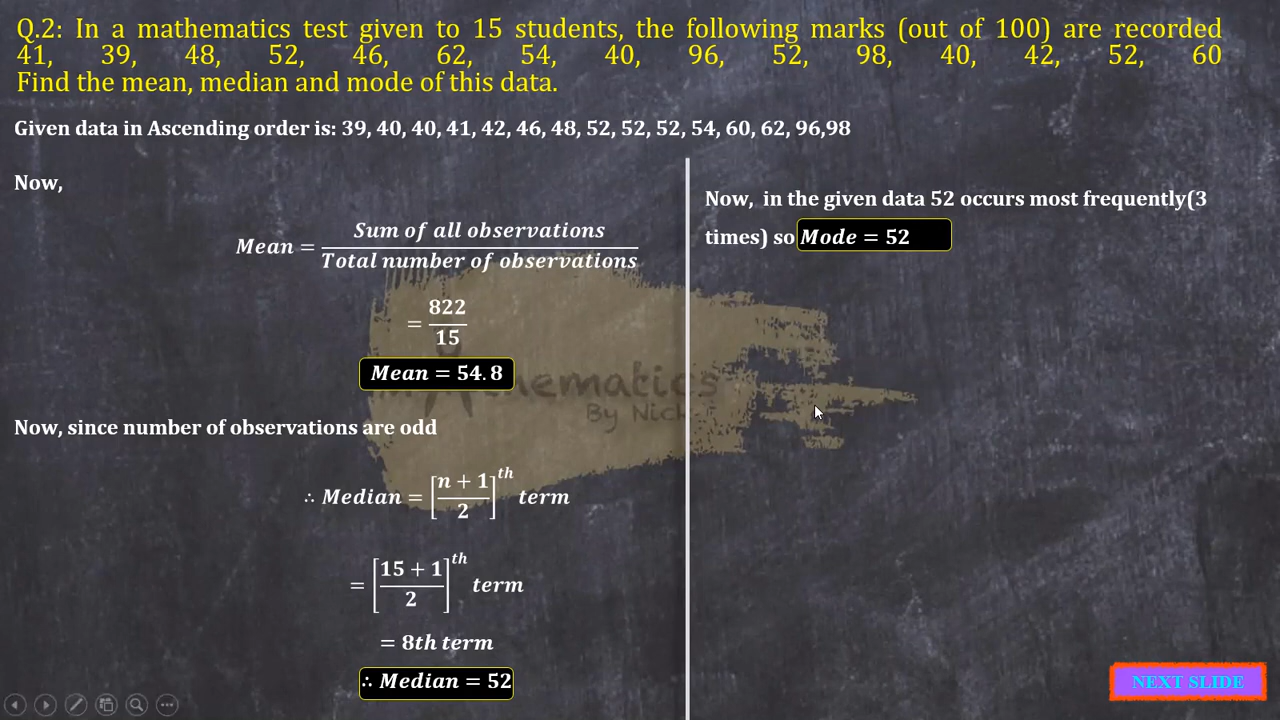 Q.2: In a mathematics test given to 15 students, the following marks (out of 100) are recorded
41, 39, 48, 52, 46, 62, 54, 40, 96, 52, 98, 40, 42, 52, 60
Find the mean, median and mode of this data.
Given data in Ascending order is: 39, 40, 40, 41, 42, 46, 48, 52, 52, 52, 54, 60, 62, 96,98
Now,
Mean = Sum of all observations / Total number of observations
= 822 / 15
Mean = 54.8
Now, since number of observations are odd
∴ Median = [n + 1 / 2]^th term
= [15 + 1 / 2]^th term
= 8th term
∴ Median = 52
Now, in the given data 52 occurs most frequently(3
times) so Mode = 52
NEXT SLIDE